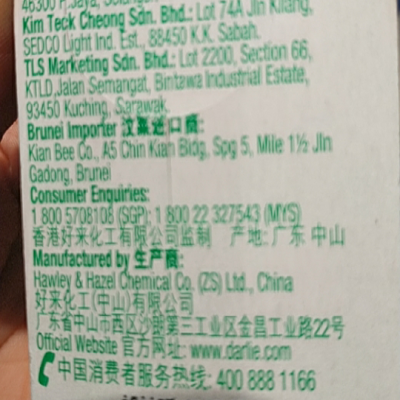 46300 P.Jaya, Selangor
Kim Teck Cheong Sdn. Bhd.: Lot 74A Jln Kilang,
SEDCO Light Ind. Est., 88450 K.K. Sabah.
TLS Marketing Sdn. Bhd.: Lot 2200, Section 66,
KTLD,Jalan Semangat, Bintawa Industrial Estate,
93450 Kuching, Sarawak.
Brunei Importer 汶莱进口商:
Kian Bee Co., A5 Chin Kian Bldg, Spg 5, Mile 1½ Jln
Gadong, Brunei
Consumer Enquiries:
1 800 5708108 (SGP); 1 800 22 327543 (MYS)
香港好来化工有限公司监制 产地: 广东 中山
Manufactured by 生产商:
Hawley & Hazel Chemical Co. (ZS) Ltd., China
好来化工(中山)有限公司
广东省中山市西区沙朗第三工业区金昌工业路22号
Official Website 官方网址: www.darlie.com
中国消费者服务热线: 400 888 1166